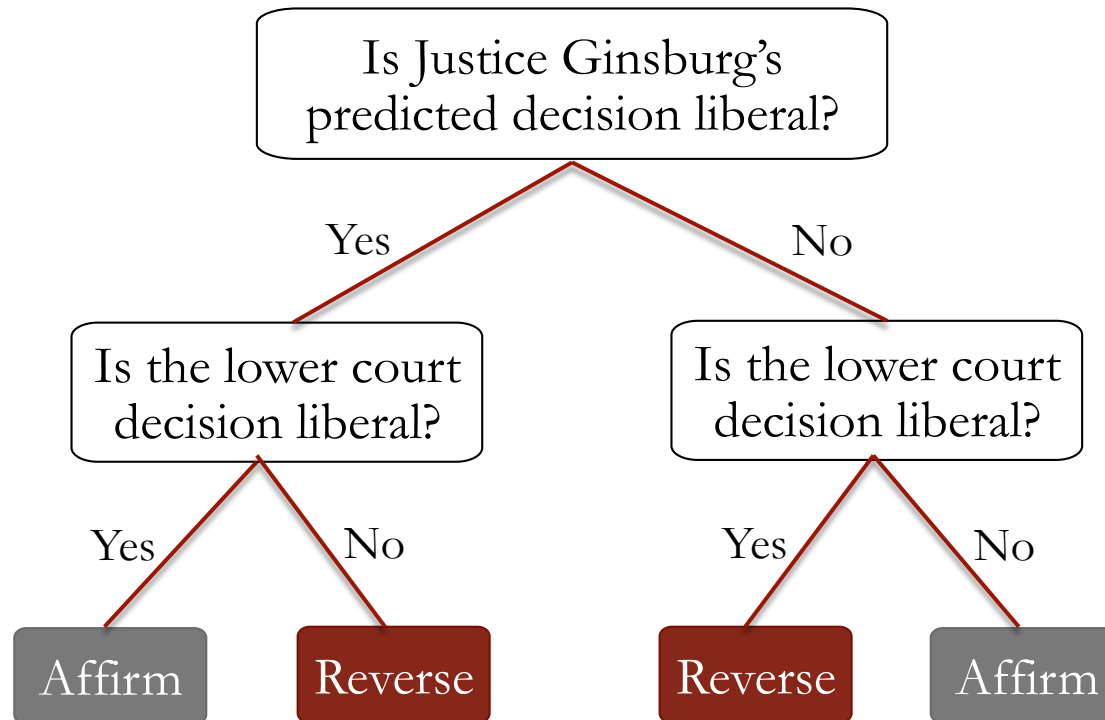 Is Justice Ginsburg’s
predicted decision liberal?
Yes
No
Is the lower court
decision liberal?
Is the lower court
decision liberal?
Yes
No
Yes
No
Affirm
Reverse
Reverse
Affirm